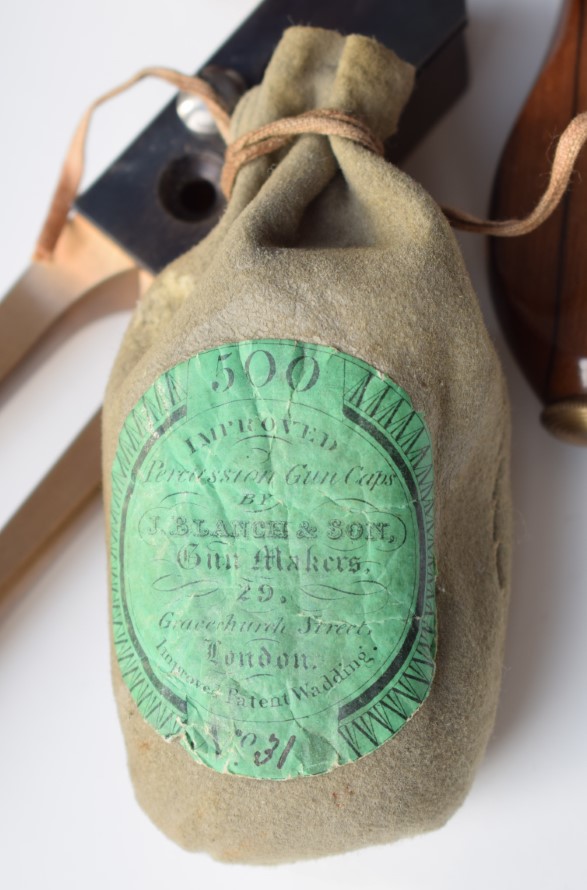 500
IMPROVED
Percussion Gun Caps
BY
J. BLANCH & SON,
Gun Makers.
29.
Gracechurch Street,
London.
Improved Patent Wadding.
No 31